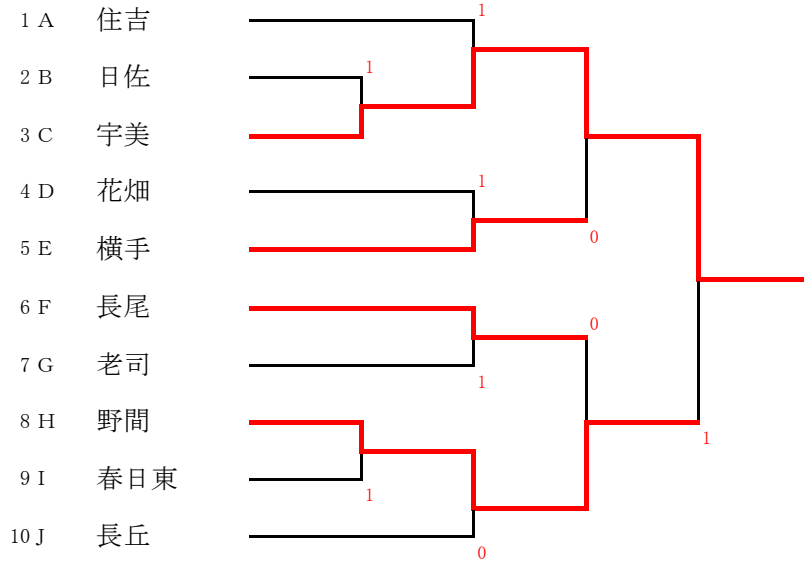 1
1 A 住吉
1
2 B 日佐
3 C 宇美
1
4 D 花畑
0
5 E 横手
0
6 F 長尾
7 G 老司
1
8 H 野間
1
9 I 春日東
1
10 J 長丘
0